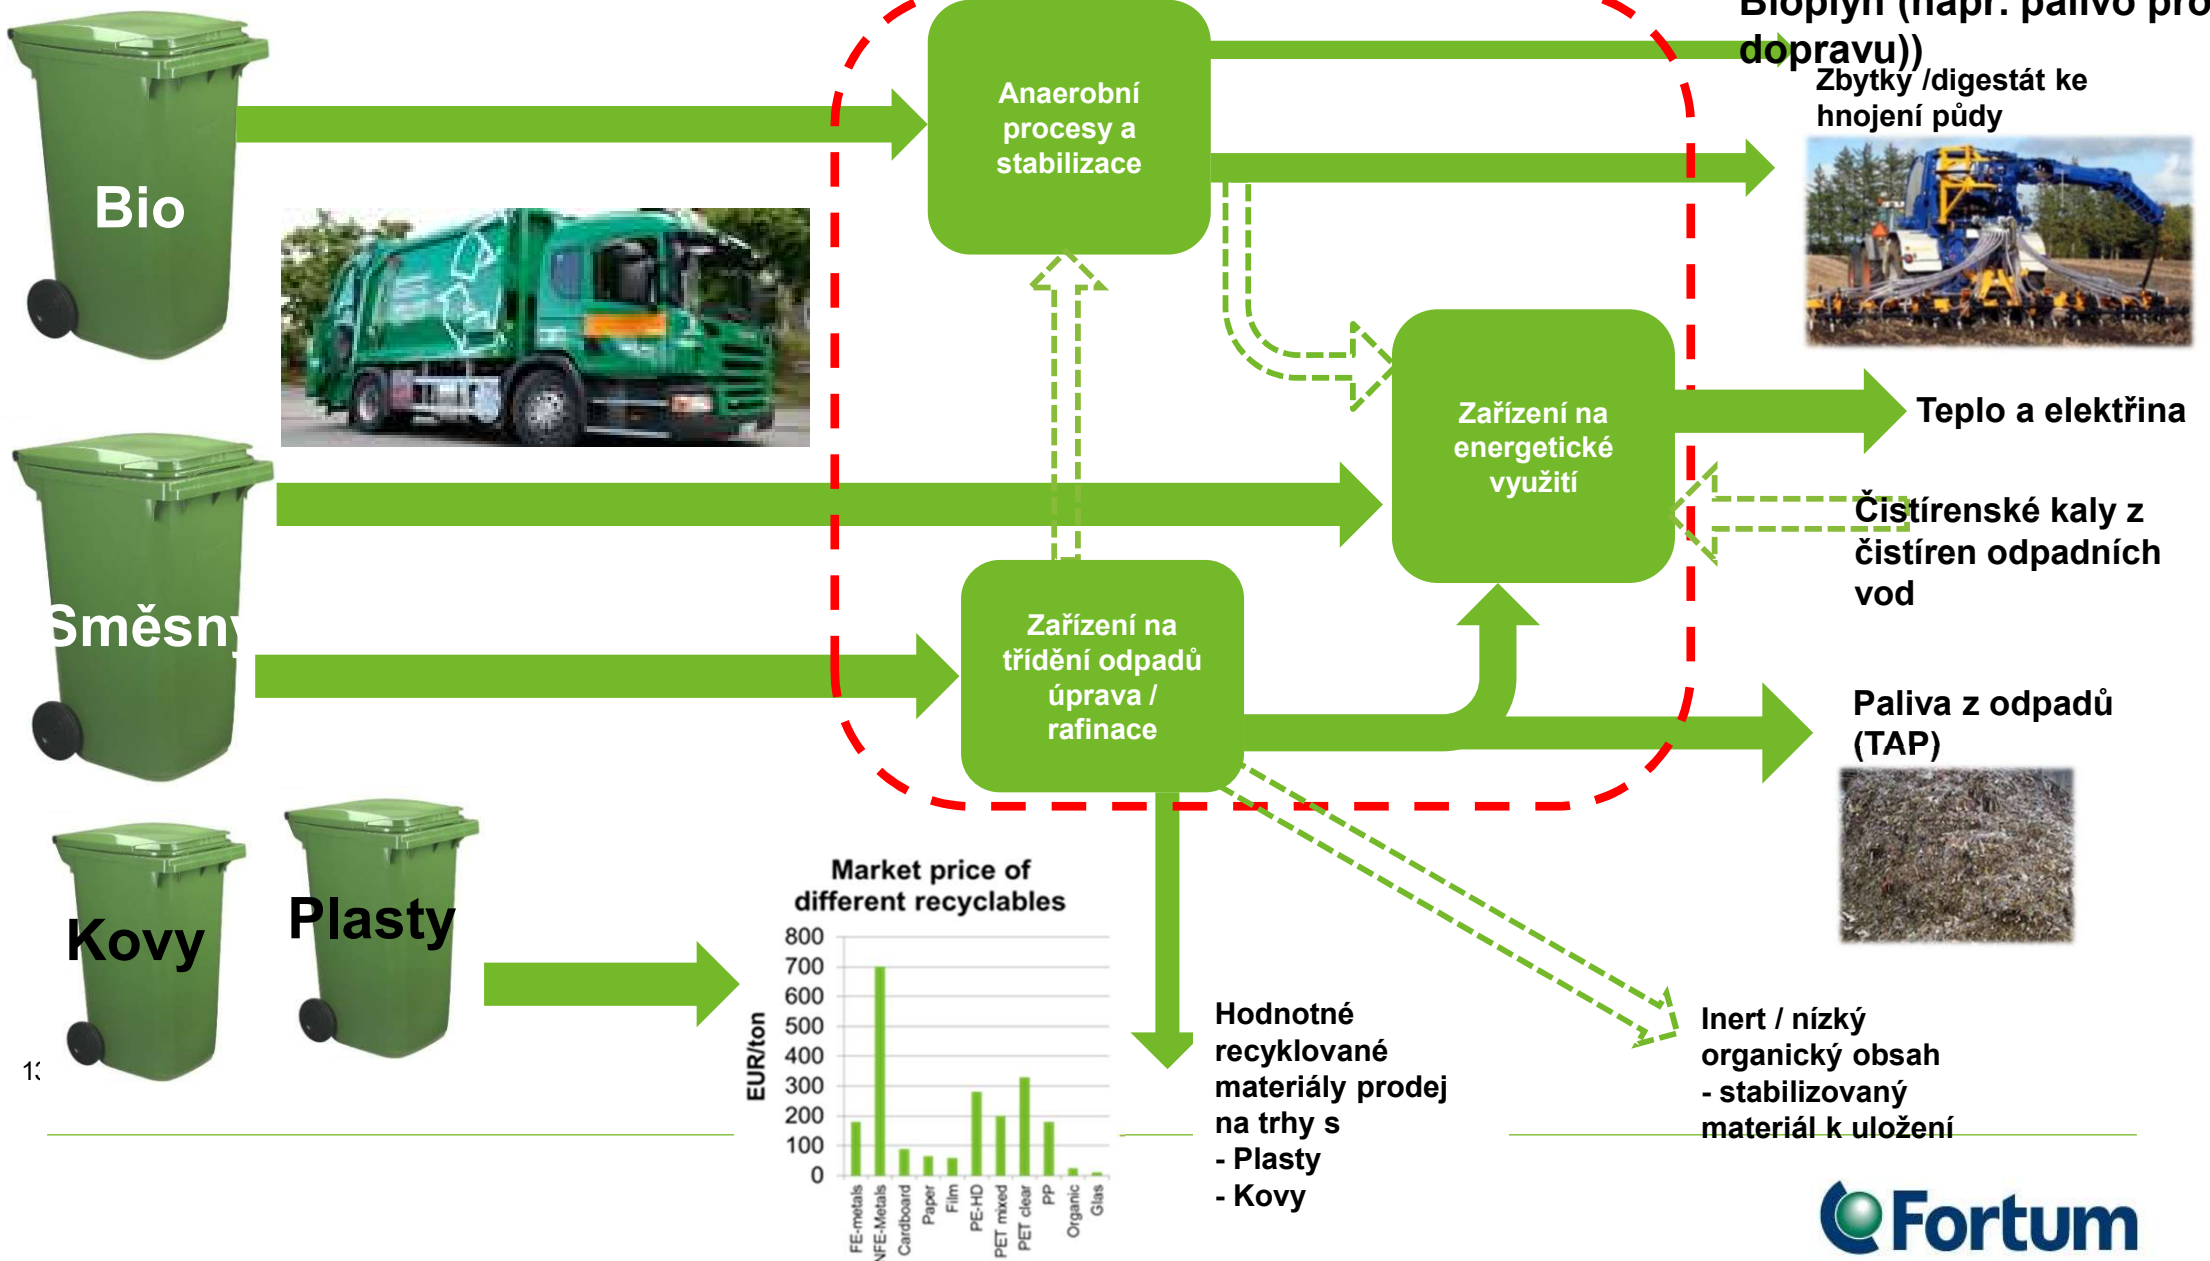 Bioplyn (např. palivo pro
dopravu))
Zbytky /digestát ke
hnojení půdy
Anaerobní
procesy a
stabilizace
Bio
Zařízení na
energetické
využití
Teplo a elektřina
Čistírenské kaly z
čistíren odpadních
vod
Směsný
Zařízení na
třídění odpadů
úprava /
rafinace
Paliva z odpadů
(TAP)
Kovy
Plasty
Market price of
different recyclables
EUR/ton
800
700
600
500
400
300
200
100
0
FE-metals
NFE-Metals
Cardboard
Paper
Film
PE-HD
PET mixed
PET clear
PP
Organic
Glas
Hodnotné
recyklované
materiály prodej
na trhy s
- Plasty
- Kovy
Inert / nízký
organický obsah
- stabilizovaný
materiál k uložení
Fortum